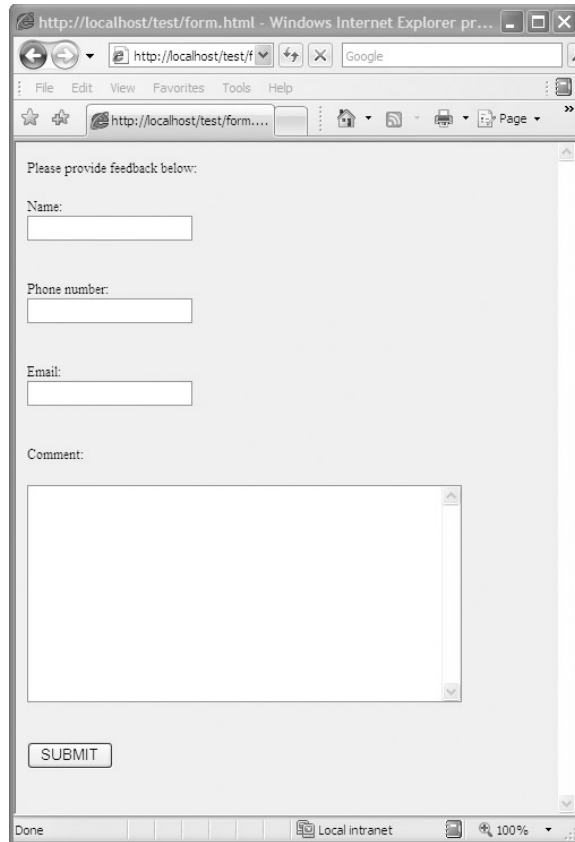 http://localhost/test/form.html - Windows Internet Explorer pr...
http://localhost/test/f
Google
File Edit View Favorites Tools Help
http://localhost/test/form....
Page
»
Please provide feedback below:
Name:
Phone number:
Email:
Comment:
SUBMIT
Done
Local intranet
100%